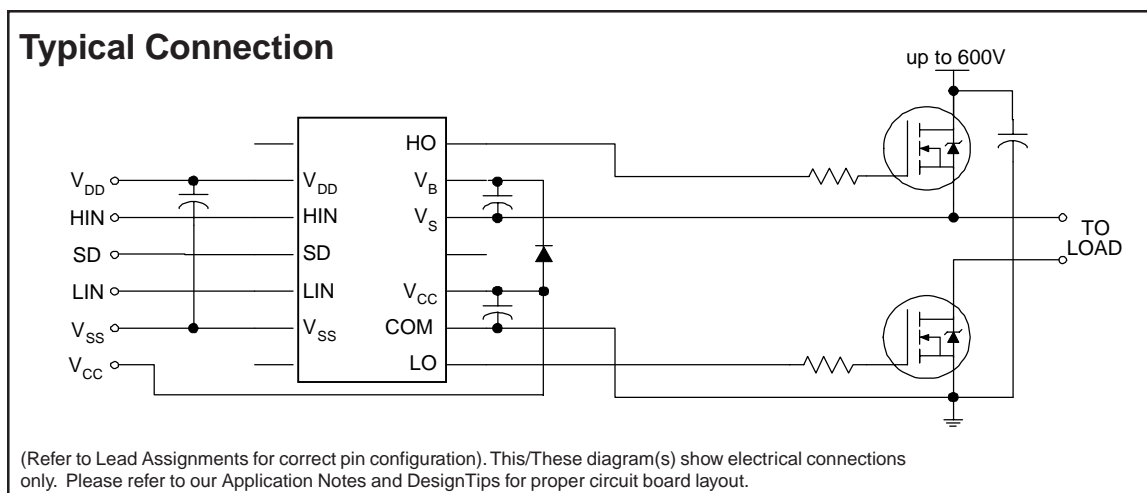 Typical Connection
up to 600V
HO
V_DD
V_DD
V_B
HIN
HIN
V_S
TO
LOAD
SD
SD
LIN
LIN
V_CC
V_SS
V_SS
COM
V_CC
LO
(Refer to Lead Assignments for correct pin configuration). This/These diagram(s) show electrical connections
only. Please refer to our Application Notes and DesignTips for proper circuit board layout.